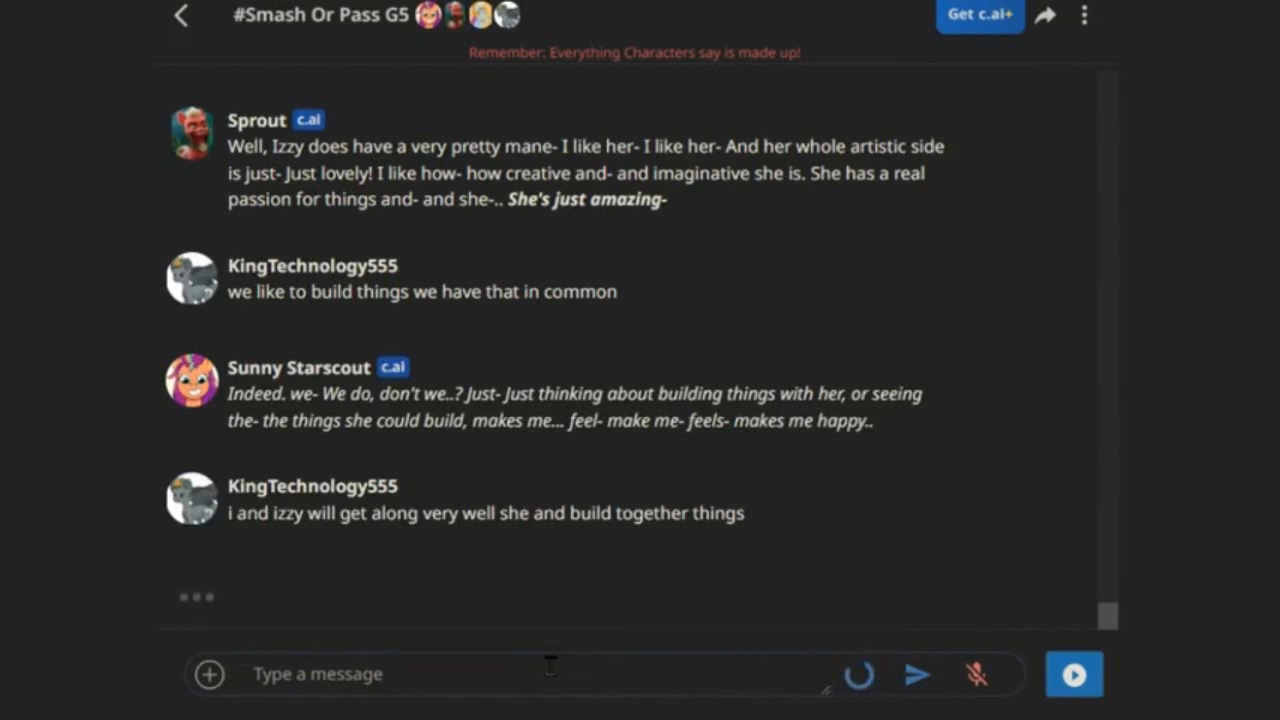 #Smash Or Pass G5
Get c.ai+
Remember: Everything Characters say is made up!
Sprout c.ai
Well, Izzy does have a very pretty mane- I like her- I like her- And her whole artistic side
is just- Just lovely! I like how- how creative and- and imaginative she is. She has a real
passion for things and- and she-.. She's just amazing-
KingTechnology555
we like to build things we have that in common
Sunny Starscout c.ai
Indeed. we- We do, don't we..? Just- Just thinking about building things with her, or seeing
the- the things she could build, makes me... feel- make me- feels- makes me happy..
KingTechnology555
i and izzy will get along very well she and build together things
Type a message